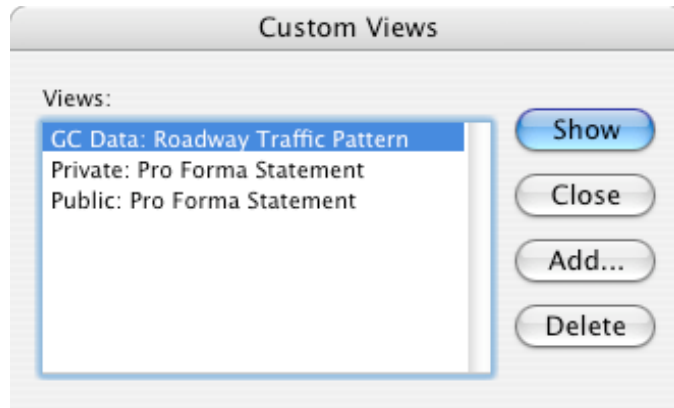 Custom Views
Views:
GC Data: Roadway Traffic Pattern
Private: Pro Forma Statement
Public: Pro Forma Statement
Show
Close
Add...
Delete